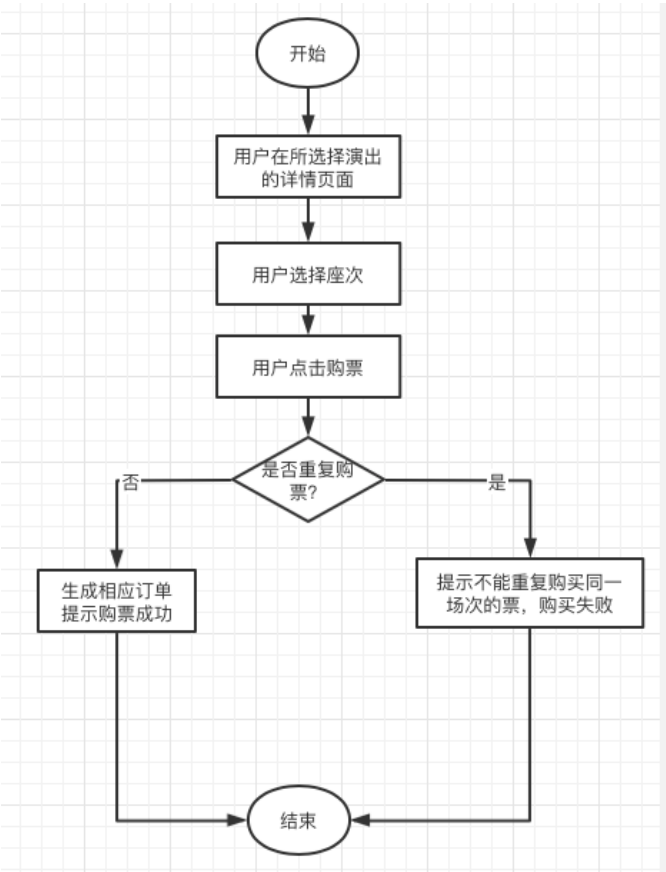 开始
用户在所选择演出
的详情页面
用户选择座次
用户点击购票
是否重复购
票?
否
是
生成相应订单
提示购票成功
提示不能重复购买同一
场次的票，购买失败
结束